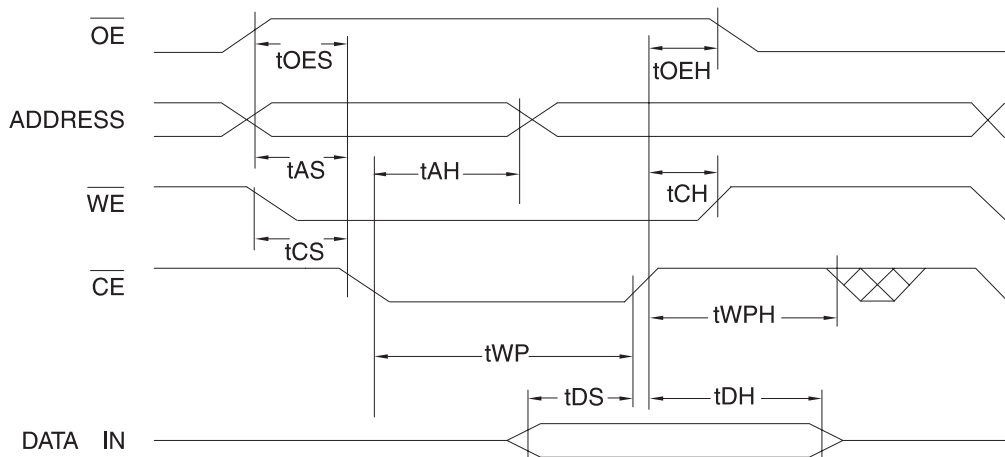 OE
tOES
tOEH
ADDRESS
tAS
tAH
tCH
WE
tCS
CE
tWPH
tWP
tDS
tDH
DATA IN